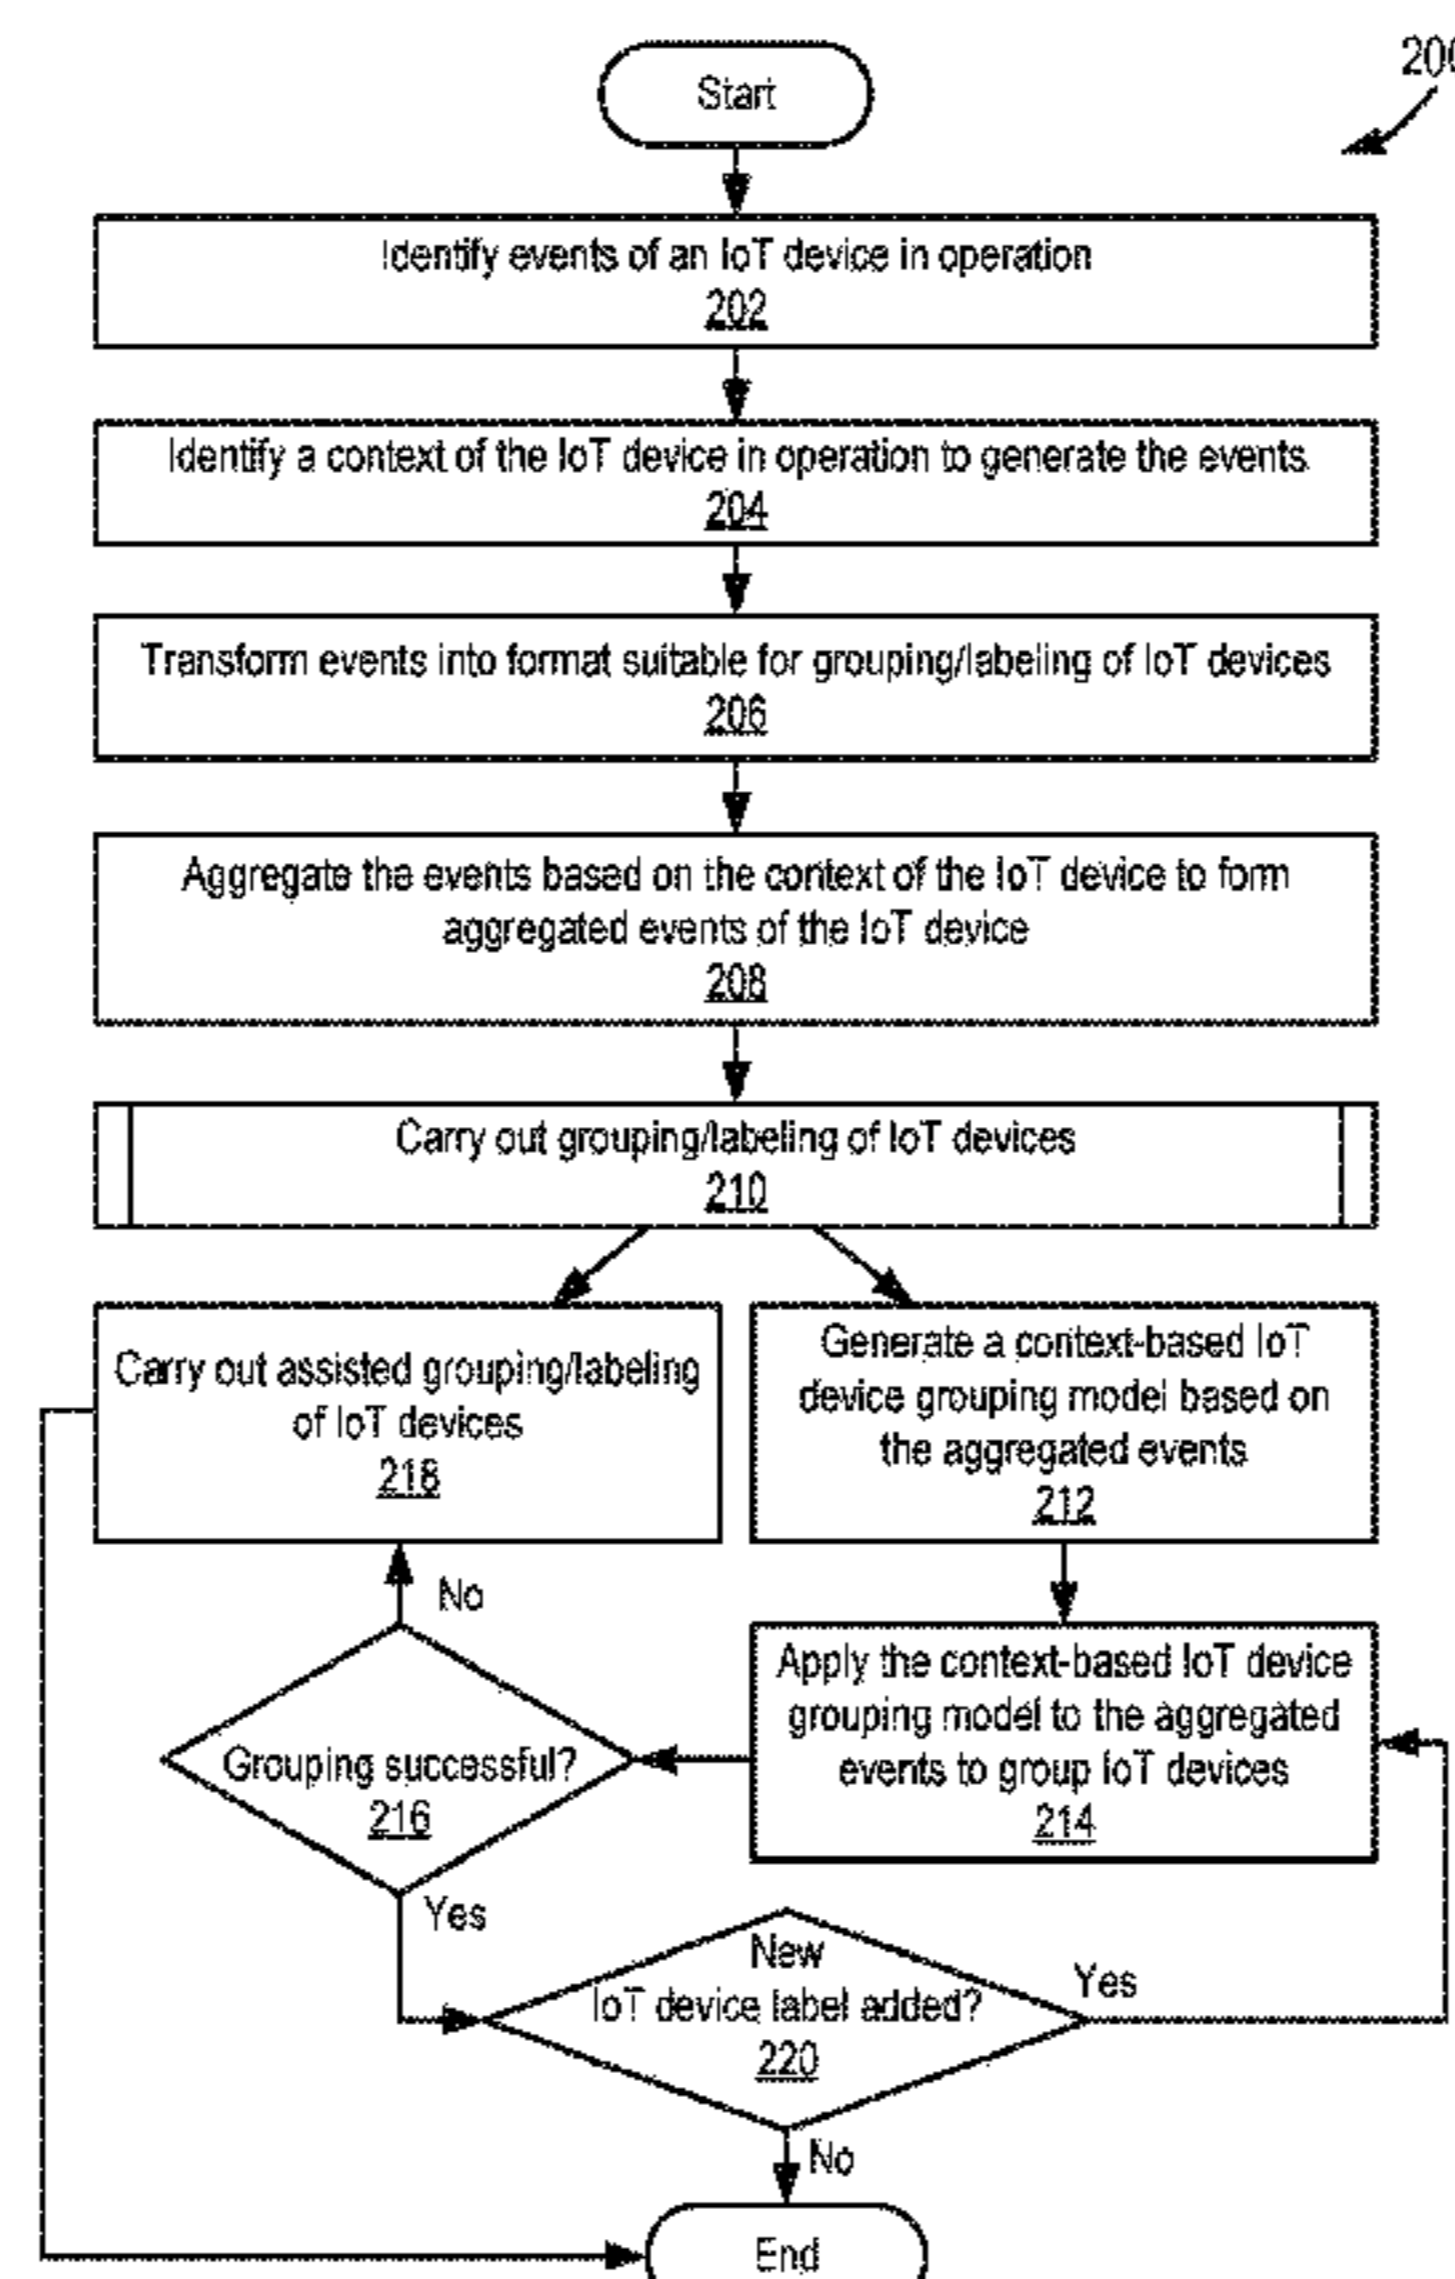 200
Start
Identify events of an IoT device in operation
202
Identify a context of the IoT device in operation to generate the events
204
Transform events into format suitable for grouping/labeling of IoT devices
206
Aggregate the events based on the context of the IoT device to form
aggregated events of the IoT device
208
Carry out grouping/labeling of IoT devices
210
Carry out assisted grouping/labeling
of IoT devices
218
Generate a context-based IoT
device grouping model based on
the aggregated events
212
No
Apply the context-based IoT device
grouping model to the aggregated
events to group IoT devices
214
Grouping successful?
216
Yes
New
IoT device label added?
220
Yes
No
End